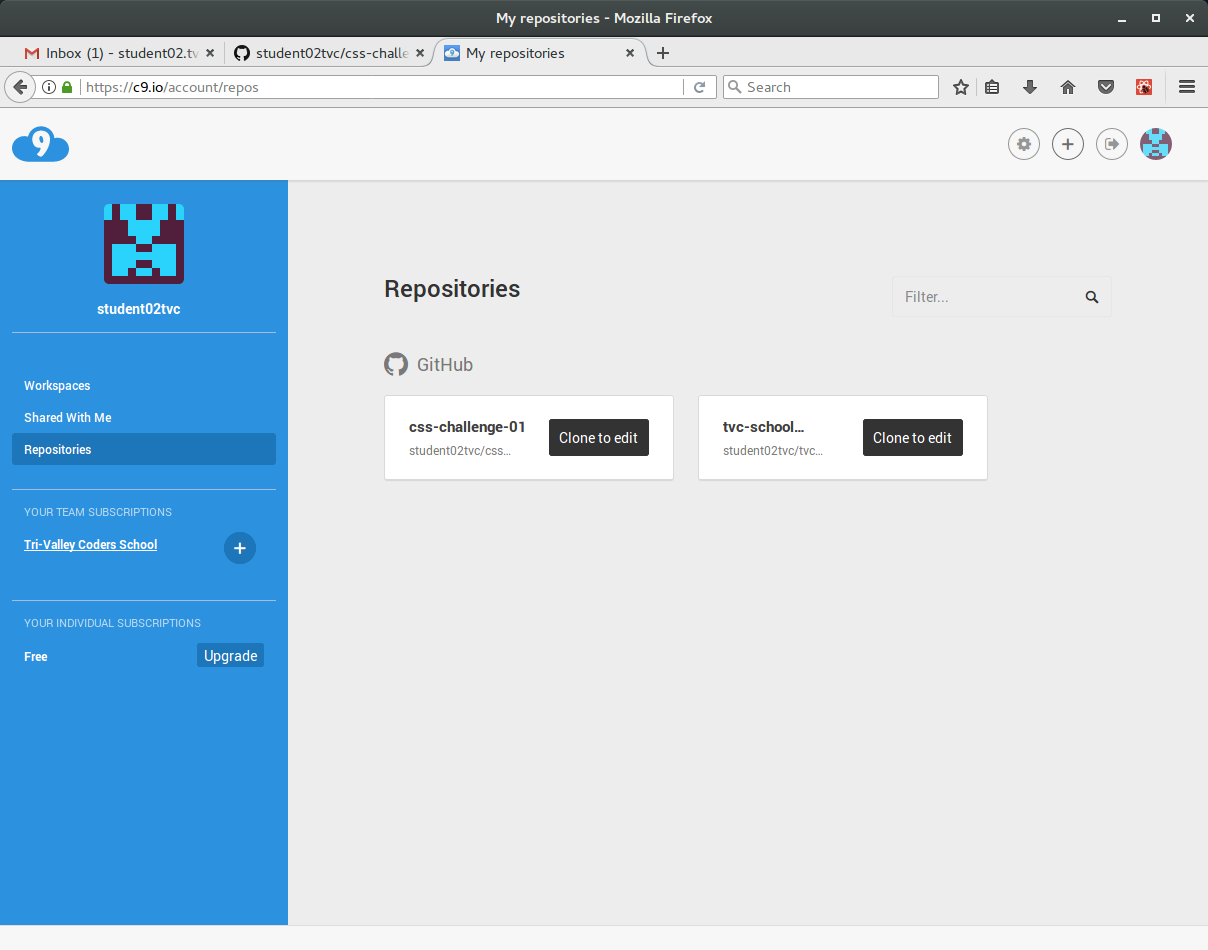 My repositories - Mozilla Firefox
Inbox (1) - student02.tv
student02tvc/css-challe
My repositories
https://c9.io/account/repos
Search
9
student02tvc
Workspaces
Shared With Me
Repositories
YOUR TEAM SUBSCRIPTIONS
Tri-Valley Coders School
YOUR INDIVIDUAL SUBSCRIPTIONS
Free
Upgrade
Repositories
Filter...
GitHub
css-challenge-01
student02tvc/css...
Clone to edit
tvc-school...
student02tvc/tvc...
Clone to edit